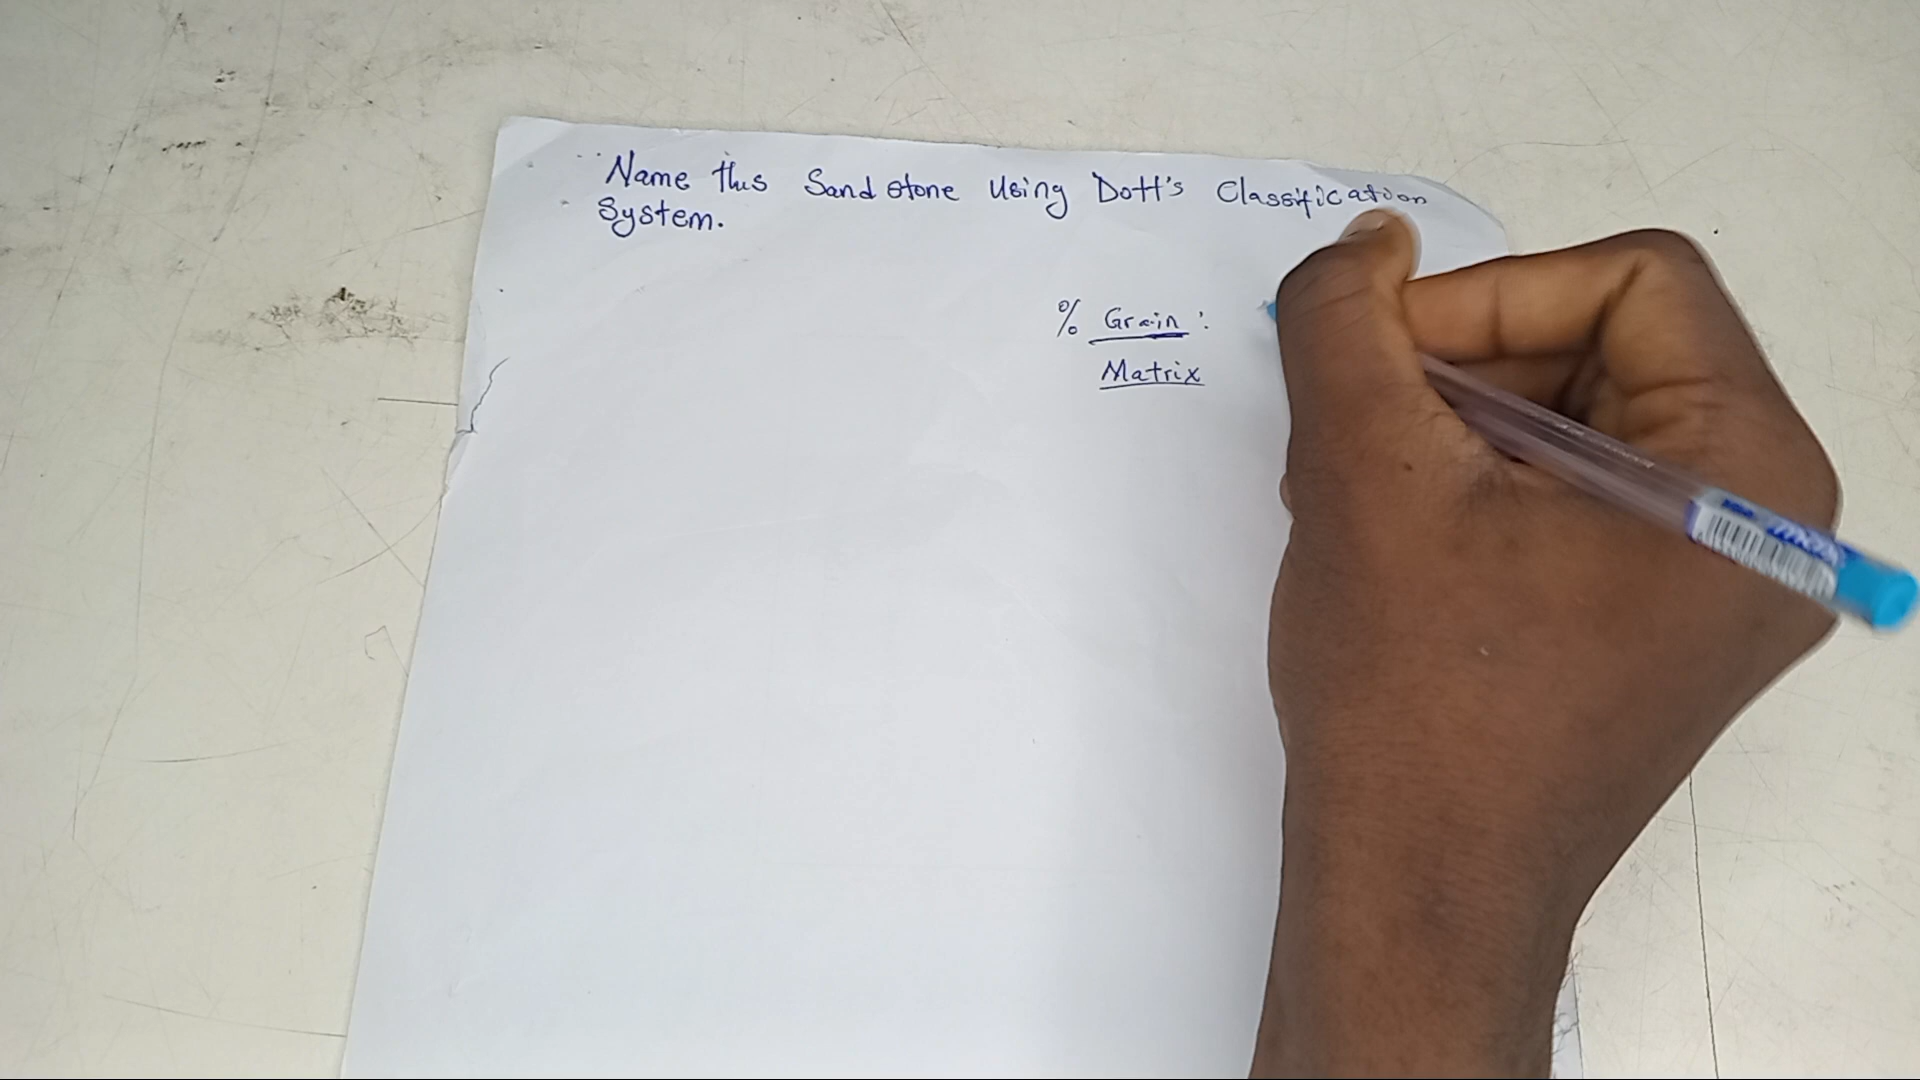 Name this Sandstone Using Dott's Classification
System.
% Grain :
Matrix